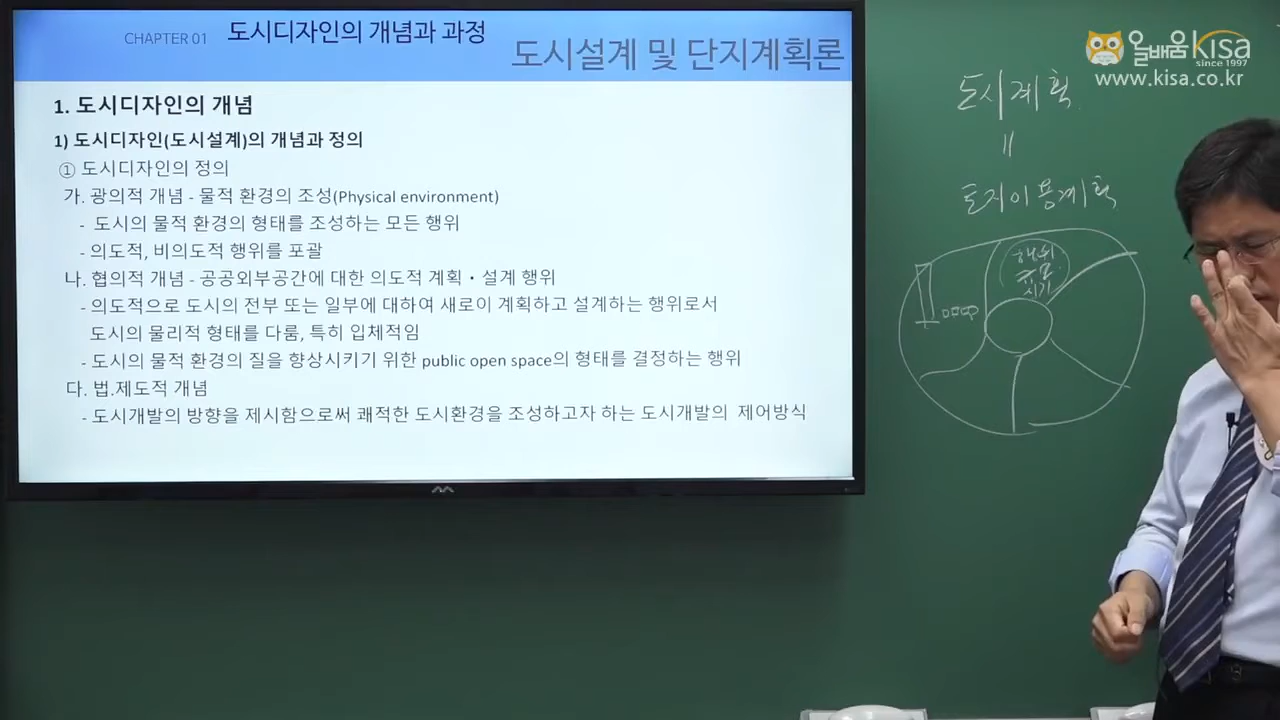 CHAPTER 01 도시디자인의 개념과 과정
도시설계 및 단지계획론
1. 도시디자인의 개념
1) 도시디자인(도시설계)의 개념과 정의
① 도시디자인의 정의
가. 광의적 개념 - 물적 환경의 조성(Physical environment)
- 도시의 물적 환경의 형태를 조성하는 모든 행위
- 의도적, 비의도적 행위를 포괄
나. 협의적 개념 - 공공외부공간에 대한 의도적 계획・설계 행위
- 의도적으로 도시의 전부 또는 일부에 대하여 새로이 계획하고 설계하는 행위로서
도시의 물리적 형태를 다룸, 특히 입체적임
- 도시의 물적 환경의 질을 향상시키기 위한 public open space의 형태를 결정하는 행위
다. 법.제도적 개념
- 도시개발의 방향을 제시함으로써 쾌적한 도시환경을 조성하고자 하는 도시개발의 제어방식
올배움 kisa
since 1997
www.kisa.co.kr
도시계획
=
토지이용계획
행위
규모
시기